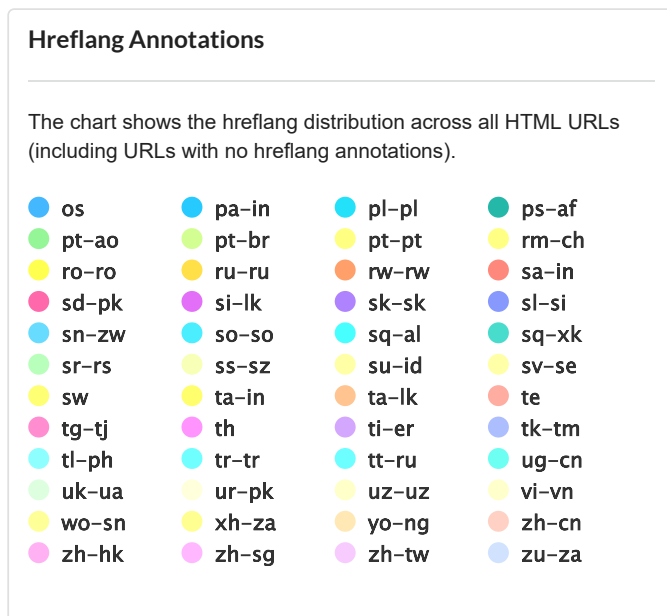 Hreflang Annotations
The chart shows the hreflang distribution across all HTML URLs
(including URLs with no hreflang annotations).
os pa-in pl-pl ps-af
pt-ao pt-br pt-pt rm-ch
ro-ro ru-ru rw-rw sa-in
sd-pk si-lk sk-sk sl-si
sn-zw so-so sq-al sq-xk
sr-rs ss-sz su-id sv-se
sw ta-in ta-lk te
tg-tj th ti-er tk-tm
tl-ph tr-tr tt-ru ug-cn
uk-ua ur-pk uz-uz vi-vn
wo-sn xh-za yo-ng zh-cn
zh-hk zh-sg zh-tw zu-za